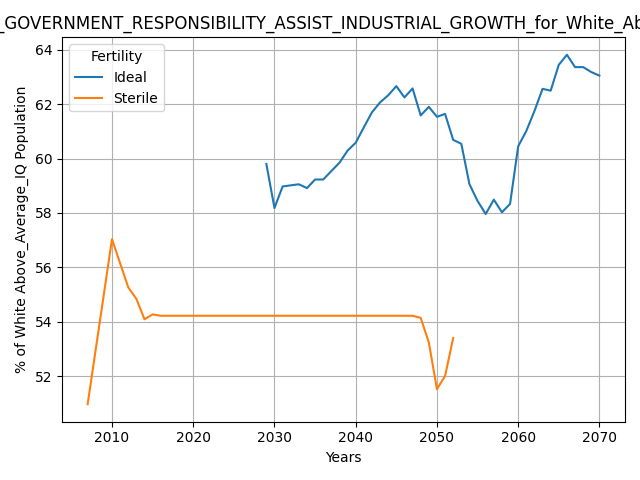 _GOVERNMENT_RESPONSIBILITY_ASSIST_INDUSTRIAL_GROWTH_for_White_Ab
Fertility
Ideal
Sterile
% of White Above_Average_IQ Population
64
62
60
58
56
54
52
2010 2020 2030 2040 2050 2060 2070
Years